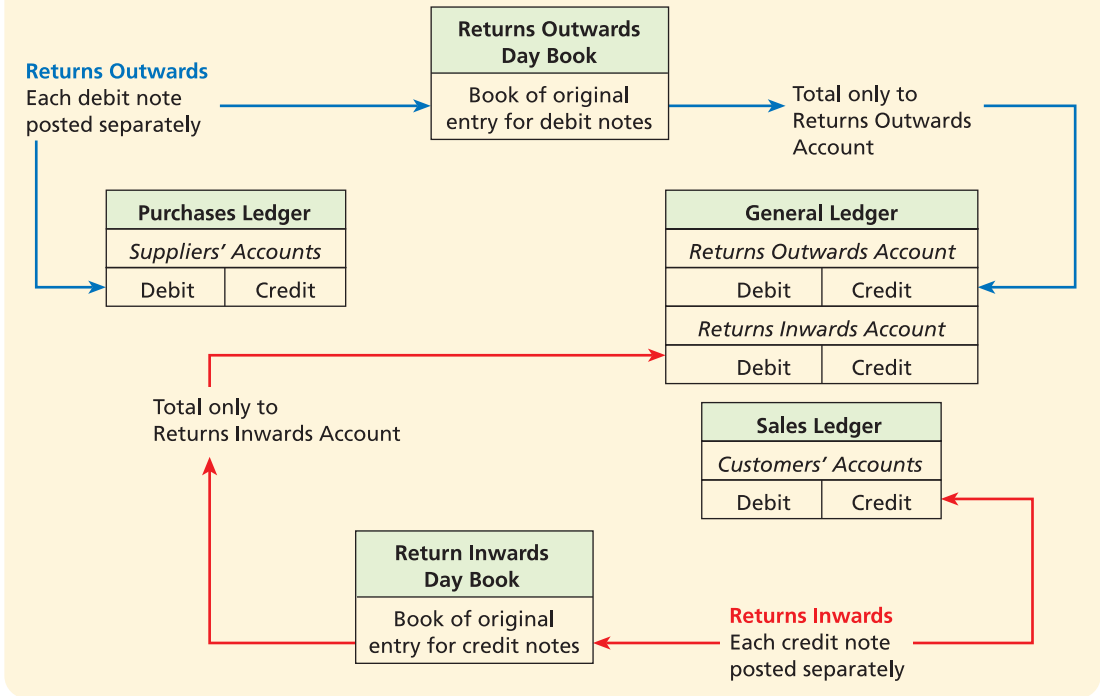 Returns Outwards
Day Book
Book of original
entry for debit notes
Returns Outwards
Each debit note
posted separately
Total only to
Returns Outwards
Account
Purchases Ledger
Suppliers' Accounts
Debit Credit
General Ledger
Returns Outwards Account
Debit Credit
Returns Inwards Account
Debit Credit
Total only to
Returns Inwards Account
Sales Ledger
Customers' Accounts
Debit Credit
Return Inwards
Day Book
Book of original
entry for credit notes
Returns Inwards
Each credit note
posted separately